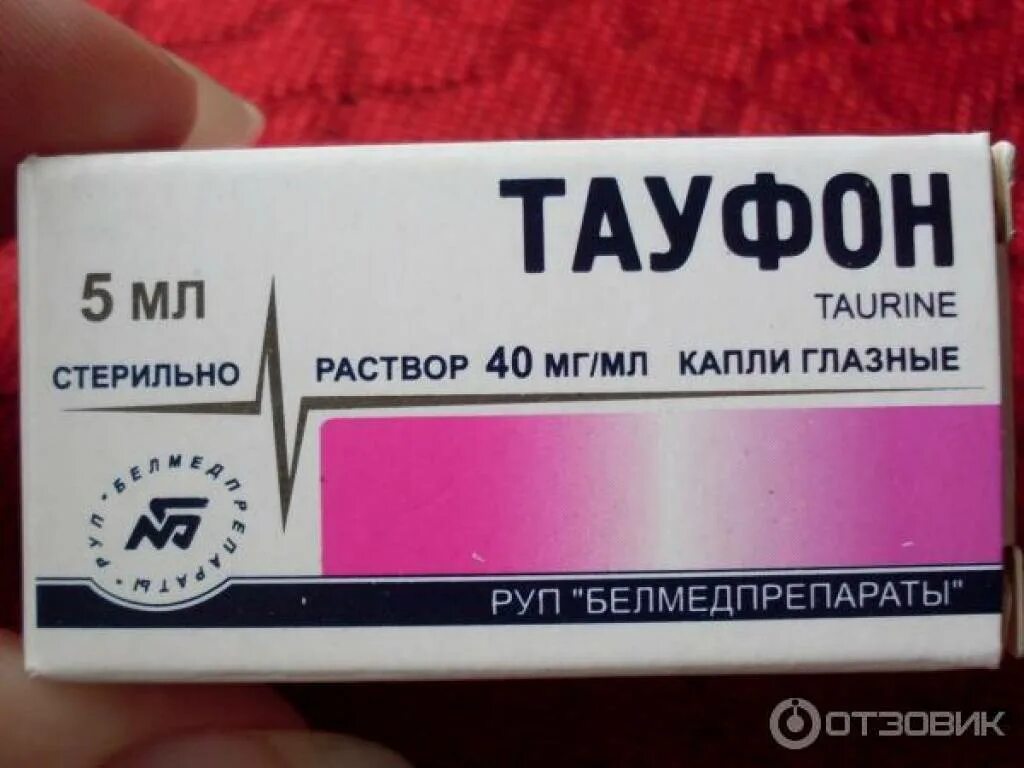 ТАУФОН
TAURINE
5 МЛ
СТЕРИЛЬНО
РАСТВОР 40 МГ/МЛ КАПЛИ ГЛАЗНЫЕ
РУП "БЕЛМЕДПРЕПАРАТЫ
РУП "БЕЛМЕДПРЕПАРАТЫ"
ОТЗОВИК